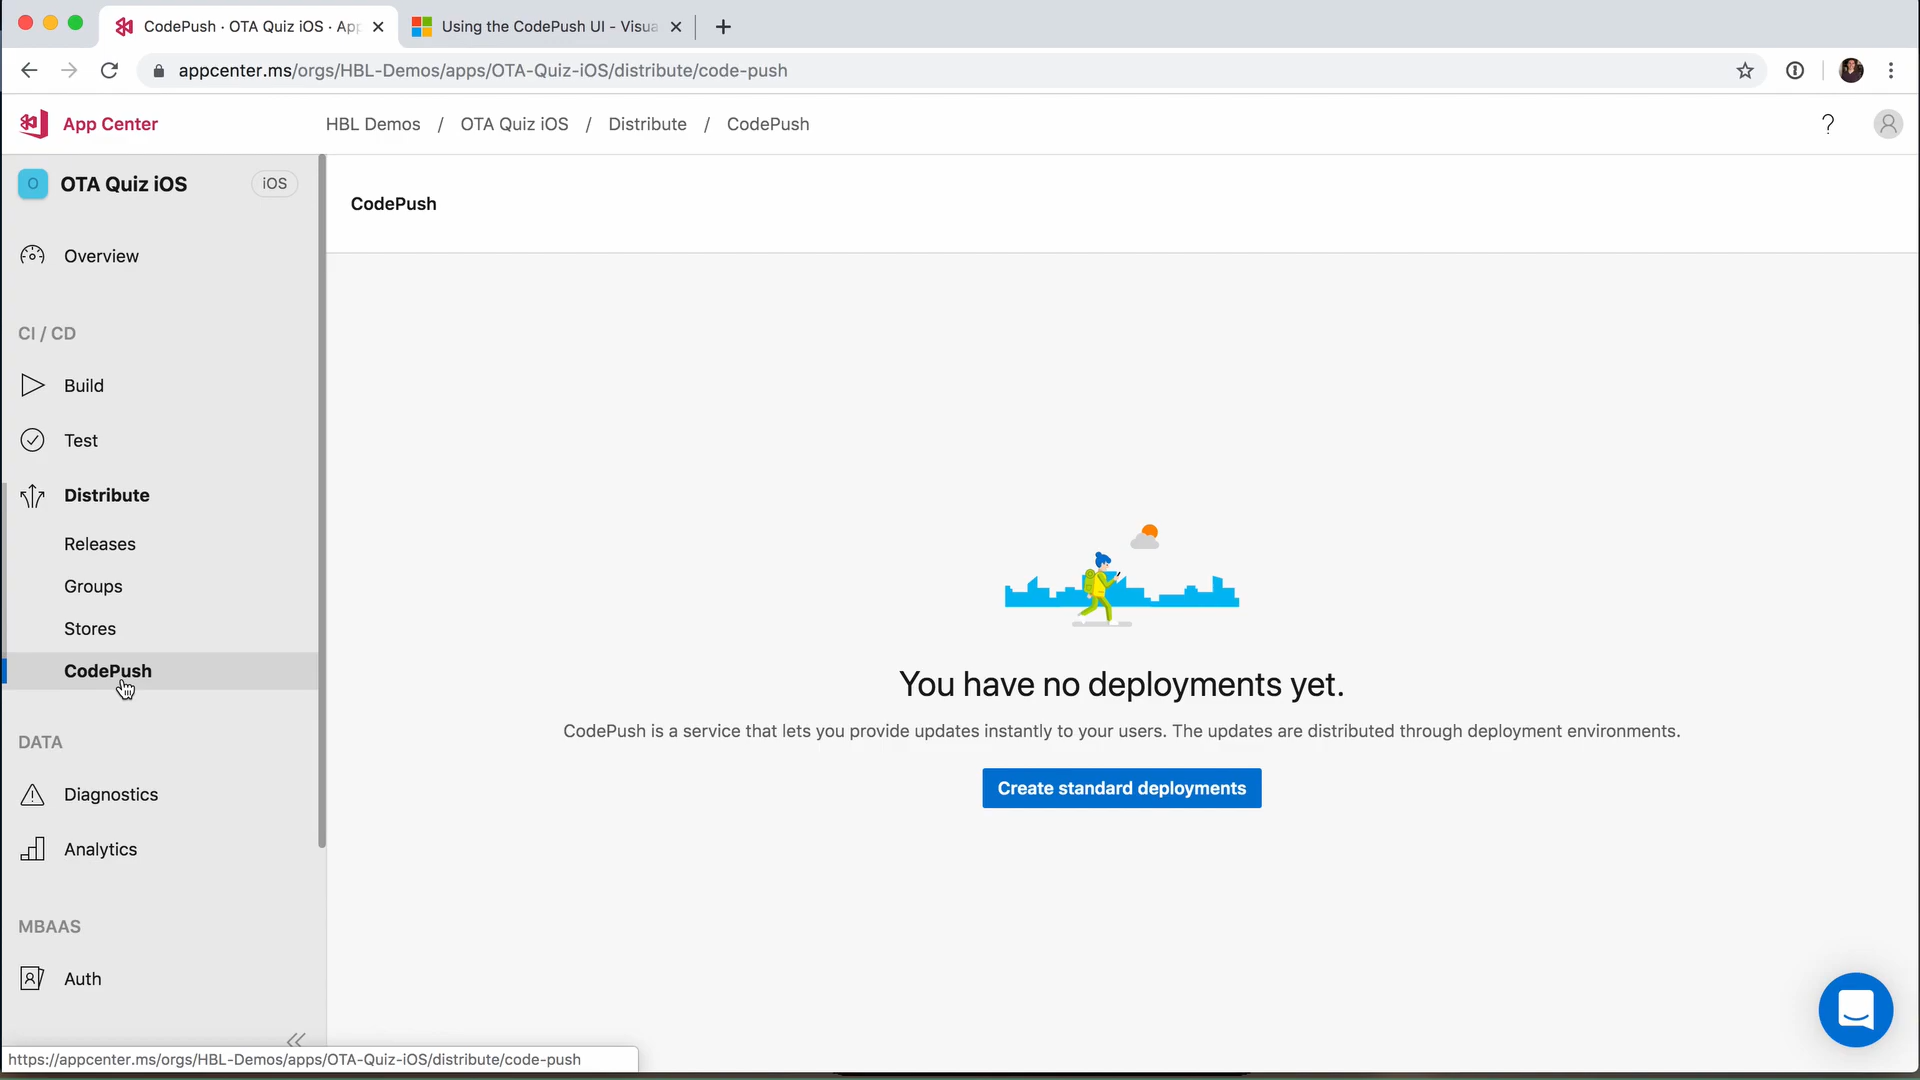 CodePush · OTA Quiz iOS · App
Using the CodePush UI - Visua
appcenter.ms/orgs/HBL-Demos/apps/OTA-Quiz-iOS/distribute/code-push
App Center
HBL Demos / OTA Quiz iOS / Distribute / CodePush
?
O OTA Quiz iOS iOS
CodePush
Overview
CI / CD
Build
Test
Distribute
Releases
Groups
Stores
CodePush
DATA
Diagnostics
Analytics
MBAAS
Auth
You have no deployments yet.
CodePush is a service that lets you provide updates instantly to your users. The updates are distributed through deployment environments.
Create standard deployments
https://appcenter.ms/orgs/HBL-Demos/apps/OTA-Quiz-iOS/distribute/code-push